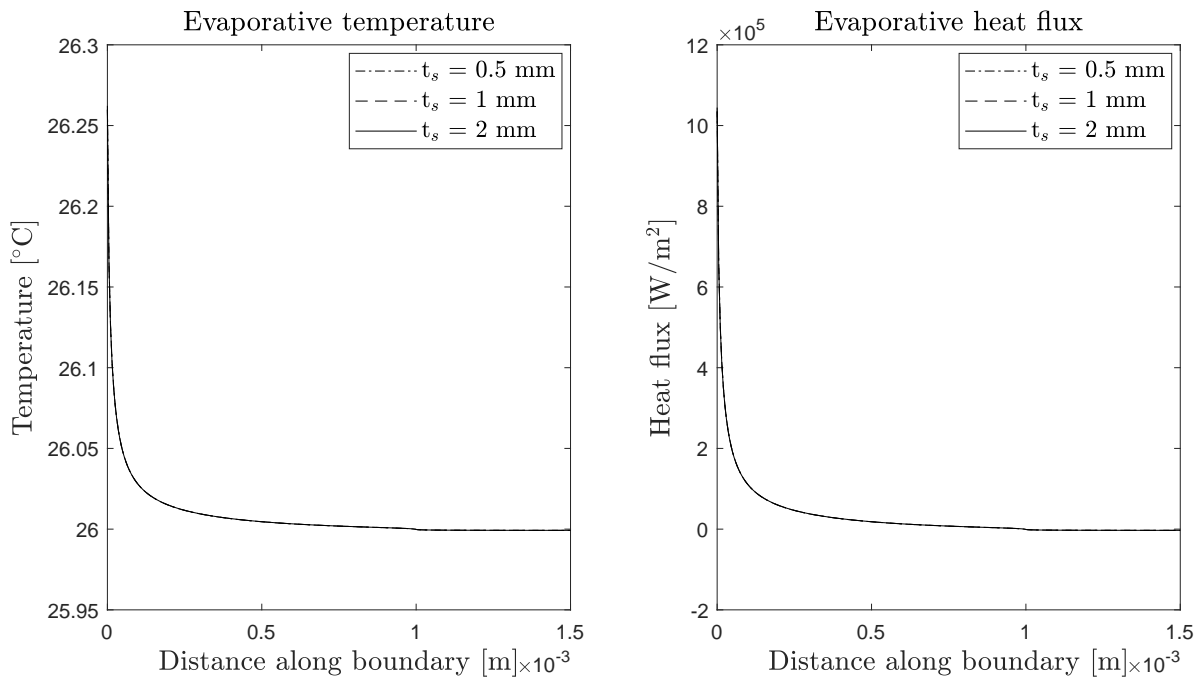 Evaporative temperature
26.3
26.25
26.2
26.15
26.1
26.05
26
25.95
Temperature [°C]
t_s = 0.5 mm
t_s = 1 mm
t_s = 2 mm
0
0.5
1
1.5
Distance along boundary [m]
×10⁻³
Evaporative heat flux
×10⁵
12
10
8
6
4
2
0
-2
Heat flux [W/m²]
t_s = 0.5 mm
t_s = 1 mm
t_s = 2 mm
0
0.5
1
1.5
Distance along boundary [m]
×10⁻³